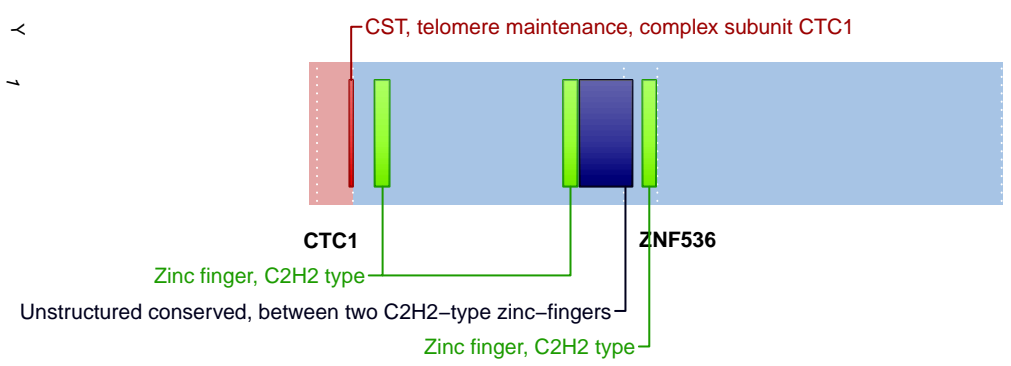 Y
CST, telomere maintenance, complex subunit CTC1
1
CTC1
ZNF536
Zinc finger, C2H2 type
Unstructured conserved, between two C2H2−type zinc−fingers
Zinc finger, C2H2 type